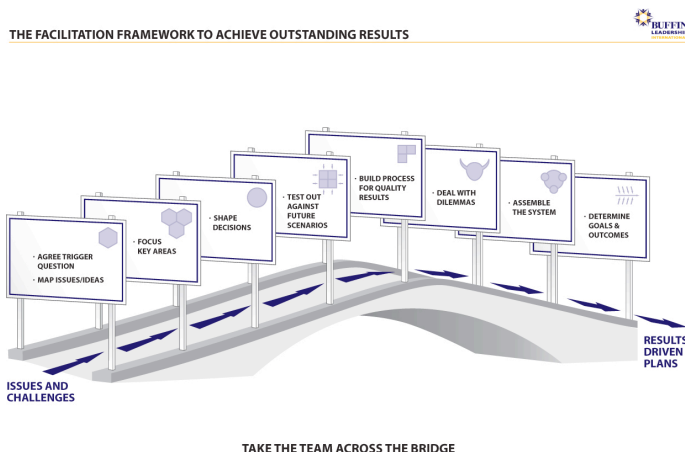 THE FACILITATION FRAMEWORK TO ACHIEVE OUTSTANDING RESULTS
BUFFIN
LEADERSHI
INTERNATIONA
· AGREE TRIGGER
QUESTION
· MAP ISSUES/IDEAS
· FOCUS
KEY AREAS
· SHAPE
DECISIONS
· TEST OUT
AGAINST
FUTURE
SCENARIOS
· BUILD PROCESS
FOR QUALITY
RESULTS
· DEAL WITH
DILEMMAS
· ASSEMBLE
THE SYSTEM
· DETERMINE
GOALS &
OUTCOMES
ISSUES AND
CHALLENGES
RESULTS
DRIVEN
PLANS
TAKE THE TEAM ACROSS THE BRIDGE